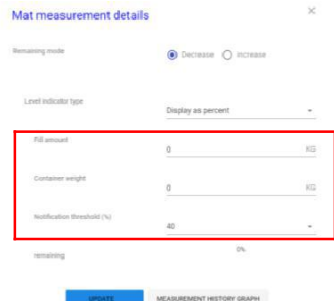 Mat measurement details
×
Remaining mode
Decrease Increase
Level indicator type
Display as percent
Fill amount
0 KG
Container weight
0 KG
Notification threshold (%)
40
0%
remaining
UPDATE MEASUREMENT HISTORY GRAPH